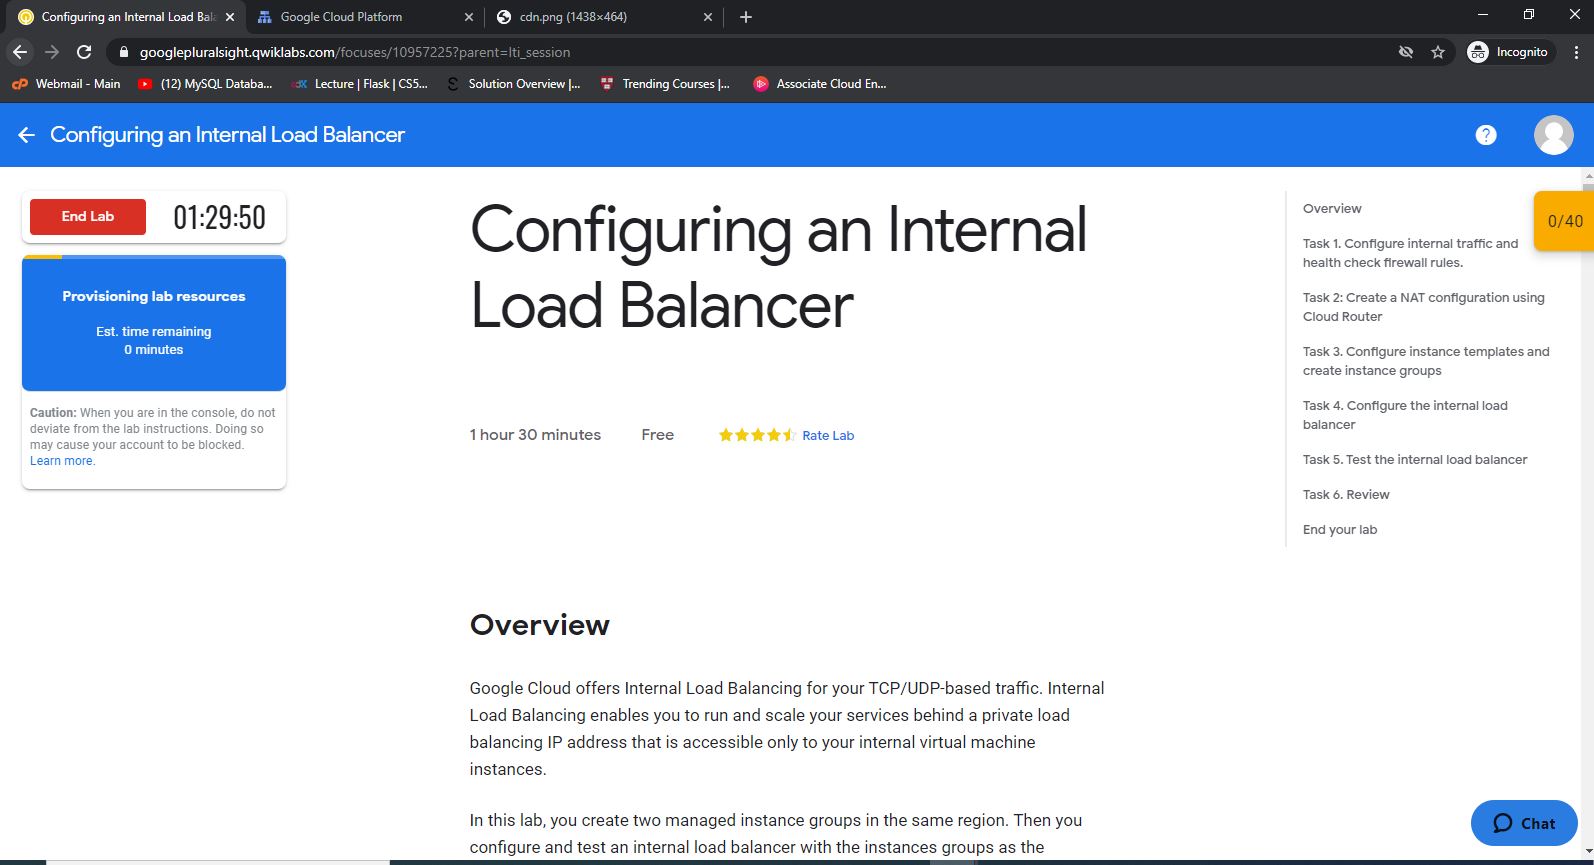 Configuring an Internal Load Bala
Google Cloud Platform
cdn.png (1438×464)
googlepluralsight.qwiklabs.com/focuses/10957225?parent=lti_session
Incognito
Webmail - Main
(12) MySQL Databa...
Lecture | Flask | CS5...
Solution Overview |...
Trending Courses |...
Associate Cloud En...
Configuring an Internal Load Balancer
?
End Lab
01:29:50
Provisioning lab resources
Est. time remaining
0 minutes
Caution: When you are in the console, do not
deviate from the lab instructions. Doing so
may cause your account to be blocked.
Learn more.
Configuring an Internal
Load Balancer
1 hour 30 minutes
Free
Rate Lab
Overview
Google Cloud offers Internal Load Balancing for your TCP/UDP-based traffic. Internal
Load Balancing enables you to run and scale your services behind a private load
balancing IP address that is accessible only to your internal virtual machine
instances.
In this lab, you create two managed instance groups in the same region. Then you
configure and test an internal load balancer with the instances groups as the
Overview
Task 1. Configure internal traffic and
health check firewall rules.
Task 2: Create a NAT configuration using
Cloud Router
Task 3. Configure instance templates and
create instance groups
Task 4. Configure the internal load
balancer
Task 5. Test the internal load balancer
Task 6. Review
End your lab
0/40
Chat